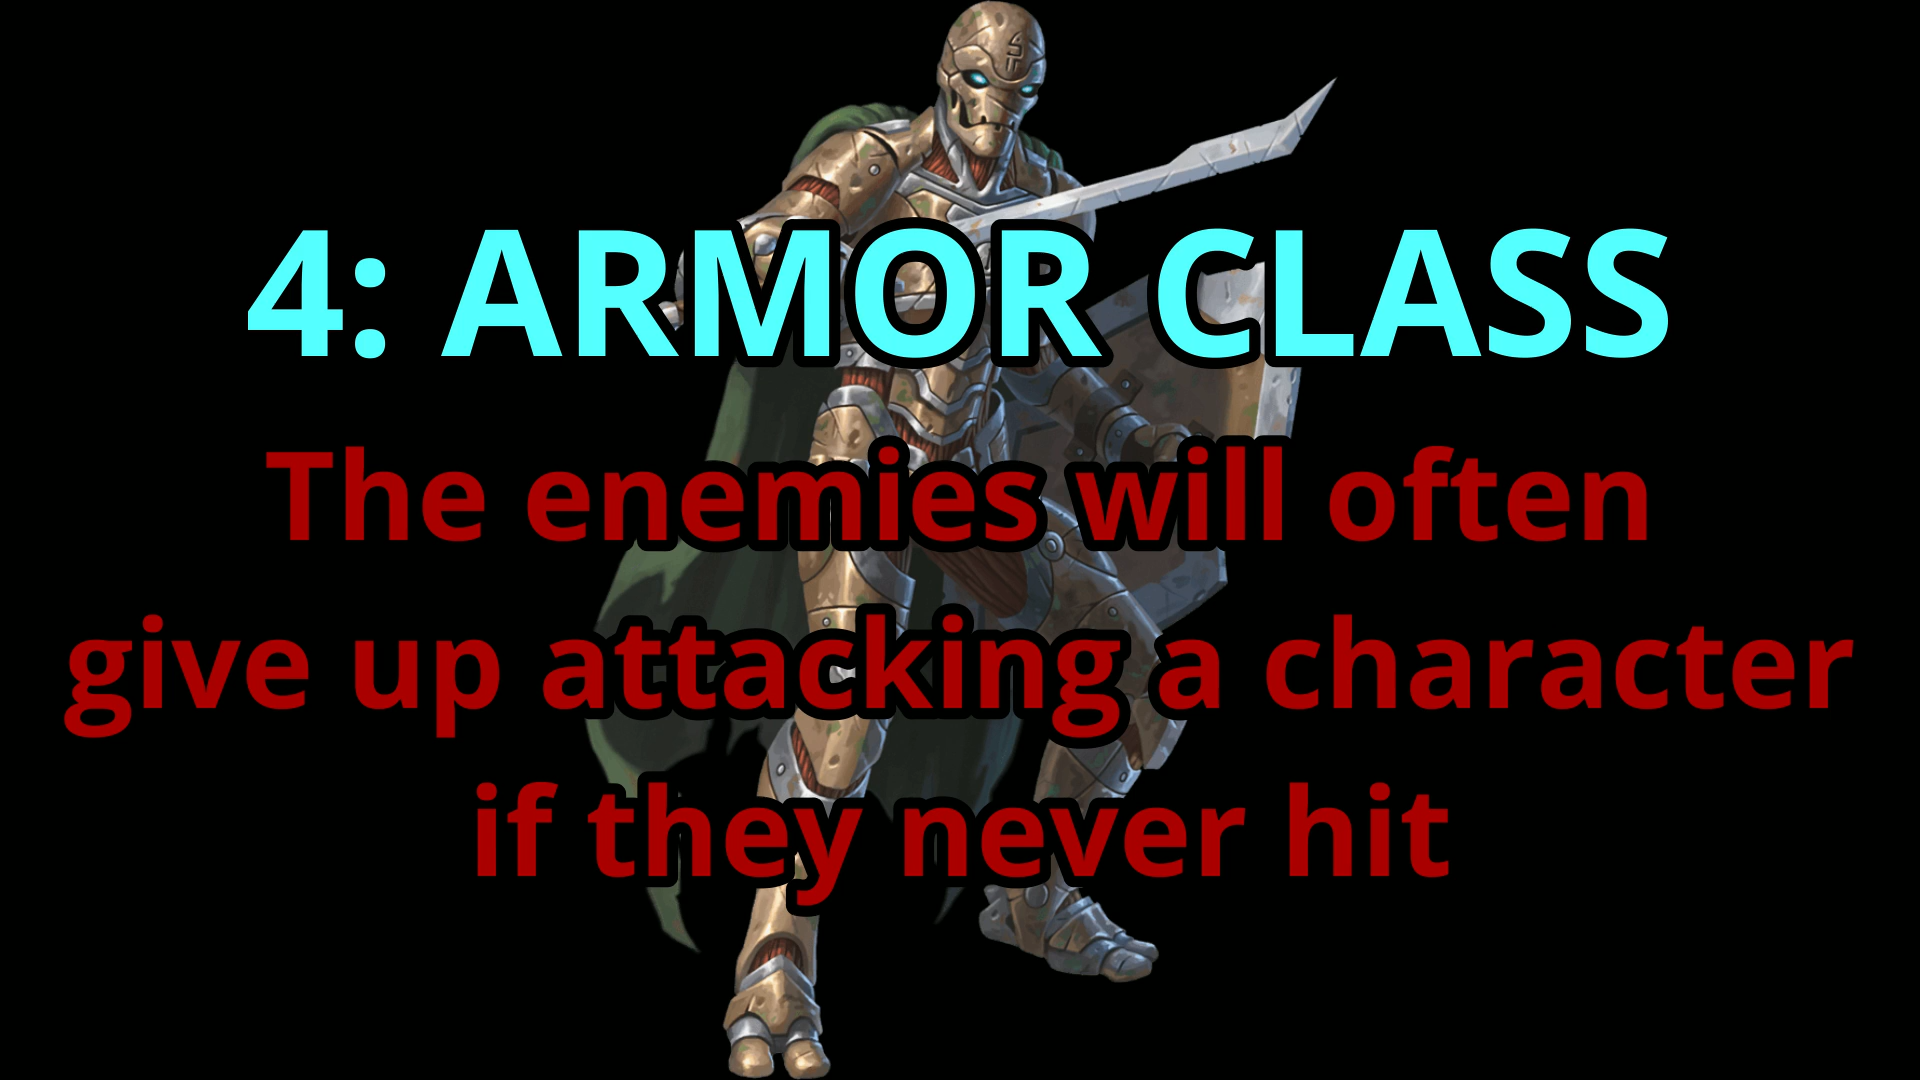 4: ARMOR CLASS
The enemies will often
give up attacking a character
if they never hit